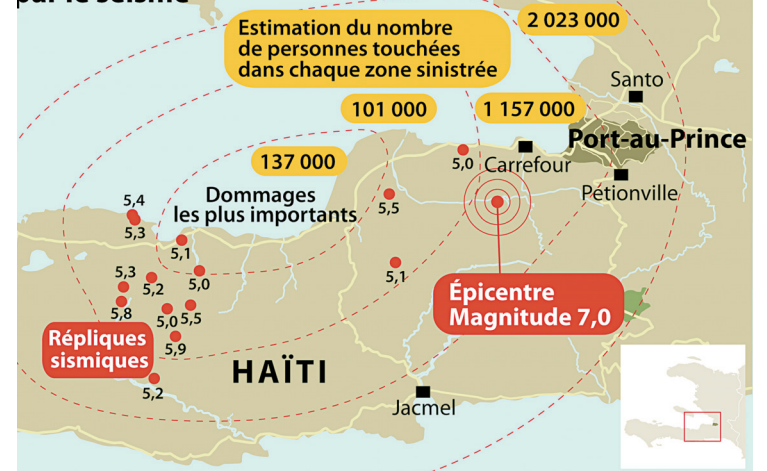 par le séisme
Estimation du nombre
de personnes touchées
dans chaque zone sinistrée
2 023 000
Santo
101 000
1 157 000
Port-au-Prince
137 000
5,0
Carrefour
Pétionville
Dommages
les plus importants
5,4
5,3
5,5
5,1
5,1
5,0
5,3
5,2
5,8
5,0
5,5
5,9
5,2
Épicentre
Magnitude 7,0
Répliques
sismiques
HAÏTI
Jacmel